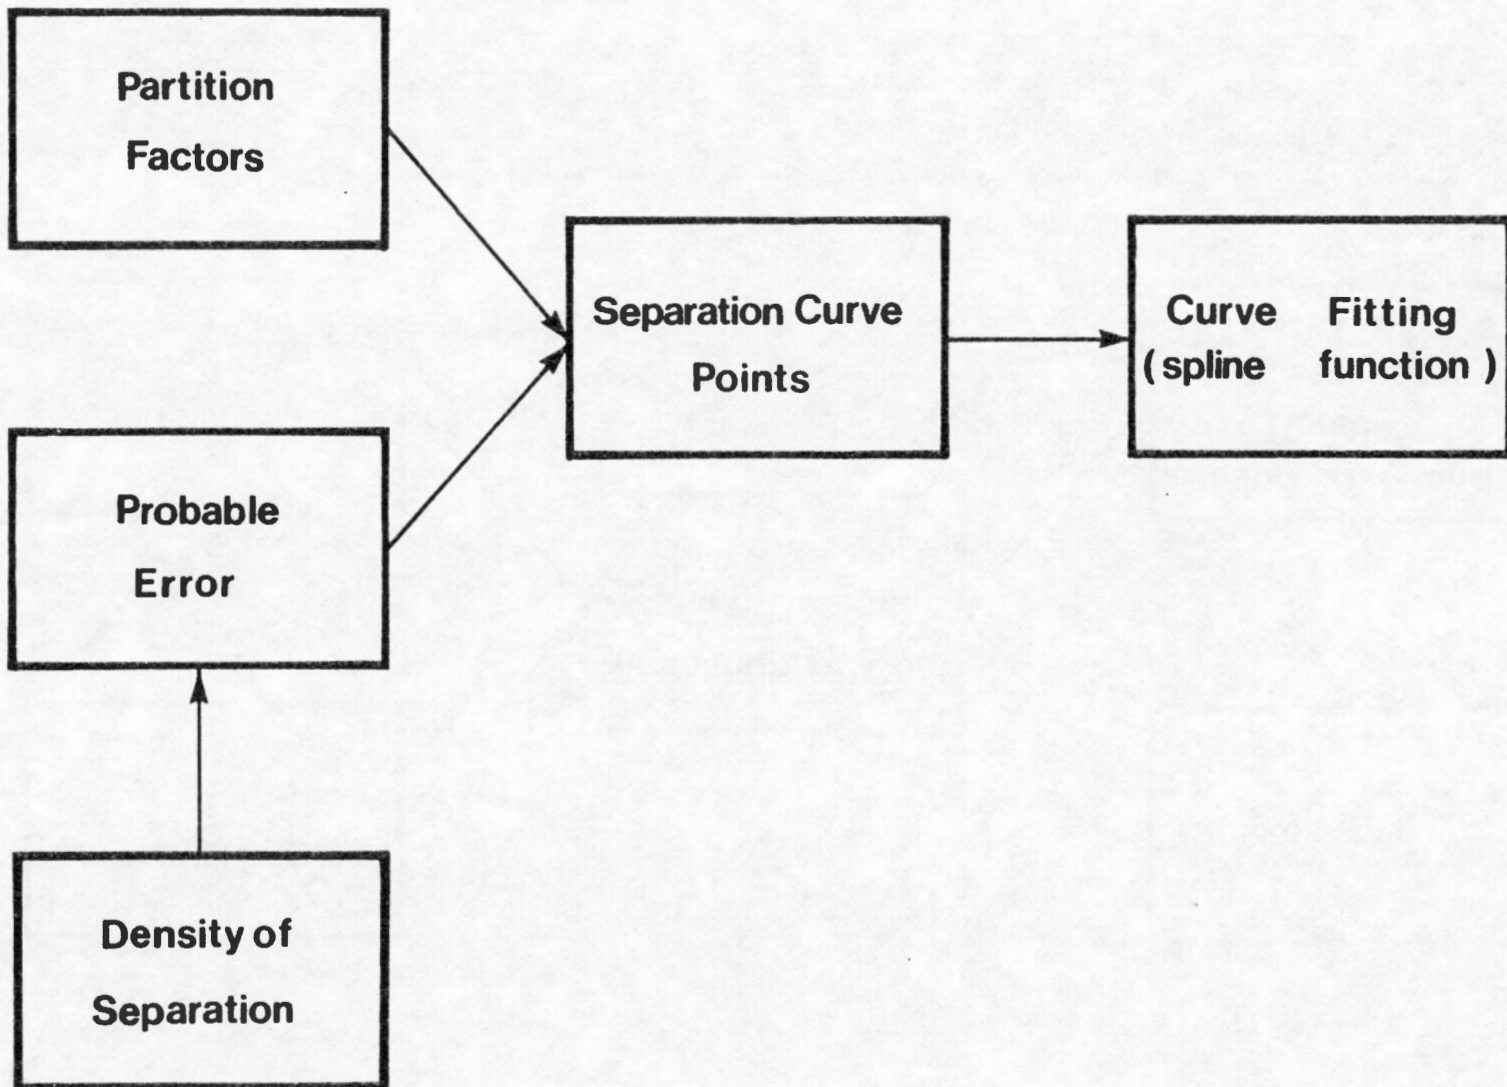 Partition
Factors
Separation Curve
Points
Curve Fitting
( spline function )
Probable
Error
Density of
Separation